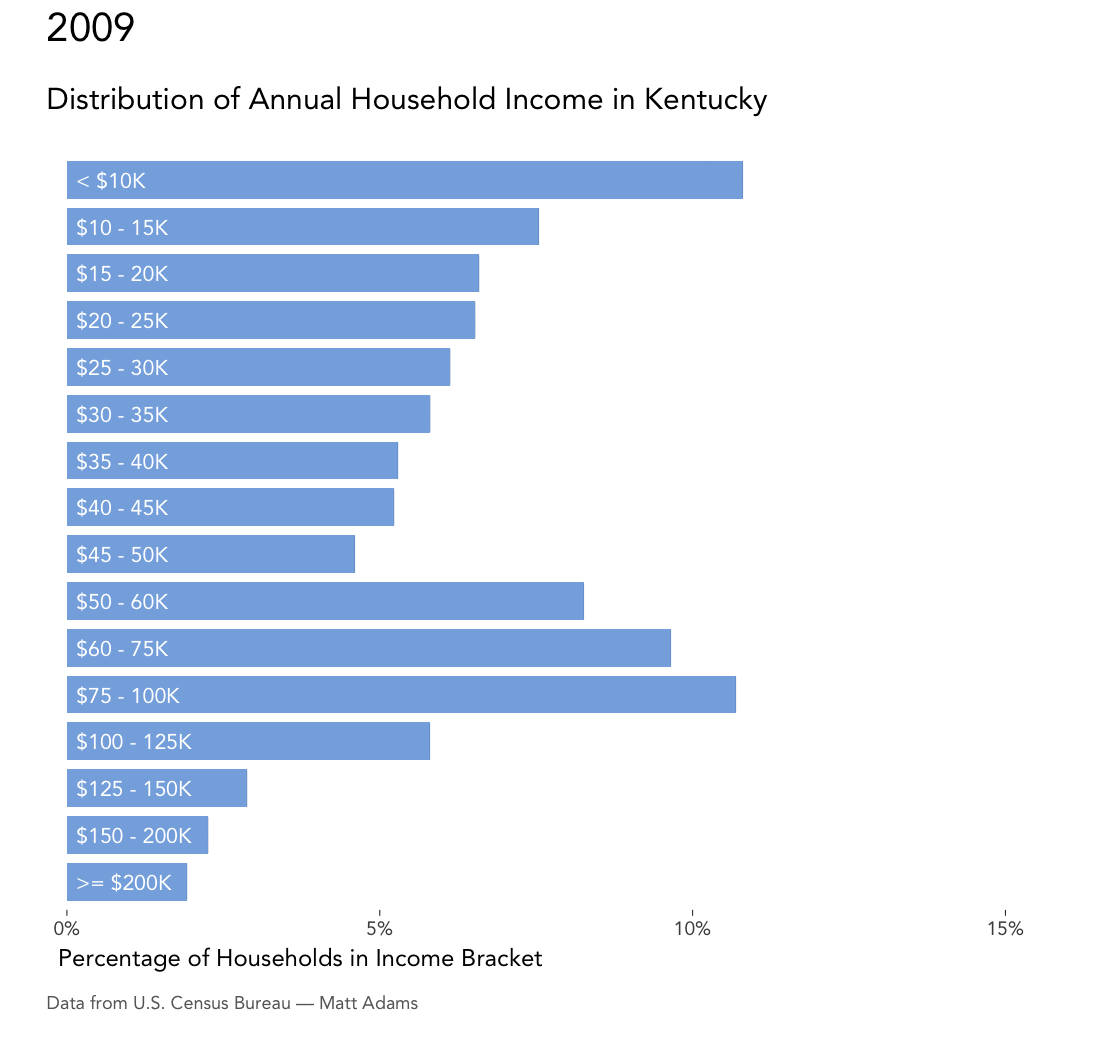 2009
Distribution of Annual Household Income in Kentucky
< $10K
$10 - 15K
$15 - 20K
$20 - 25K
$25 - 30K
$30 - 35K
$35 - 40K
$40 - 45K
$45 - 50K
$50 - 60K
$60 - 75K
$75 - 100K
$100 - 125K
$125 - 150K
$150 - 200K
>= $200K
0% 5% 10% 15%
Percentage of Households in Income Bracket
Data from U.S. Census Bureau — Matt Adams